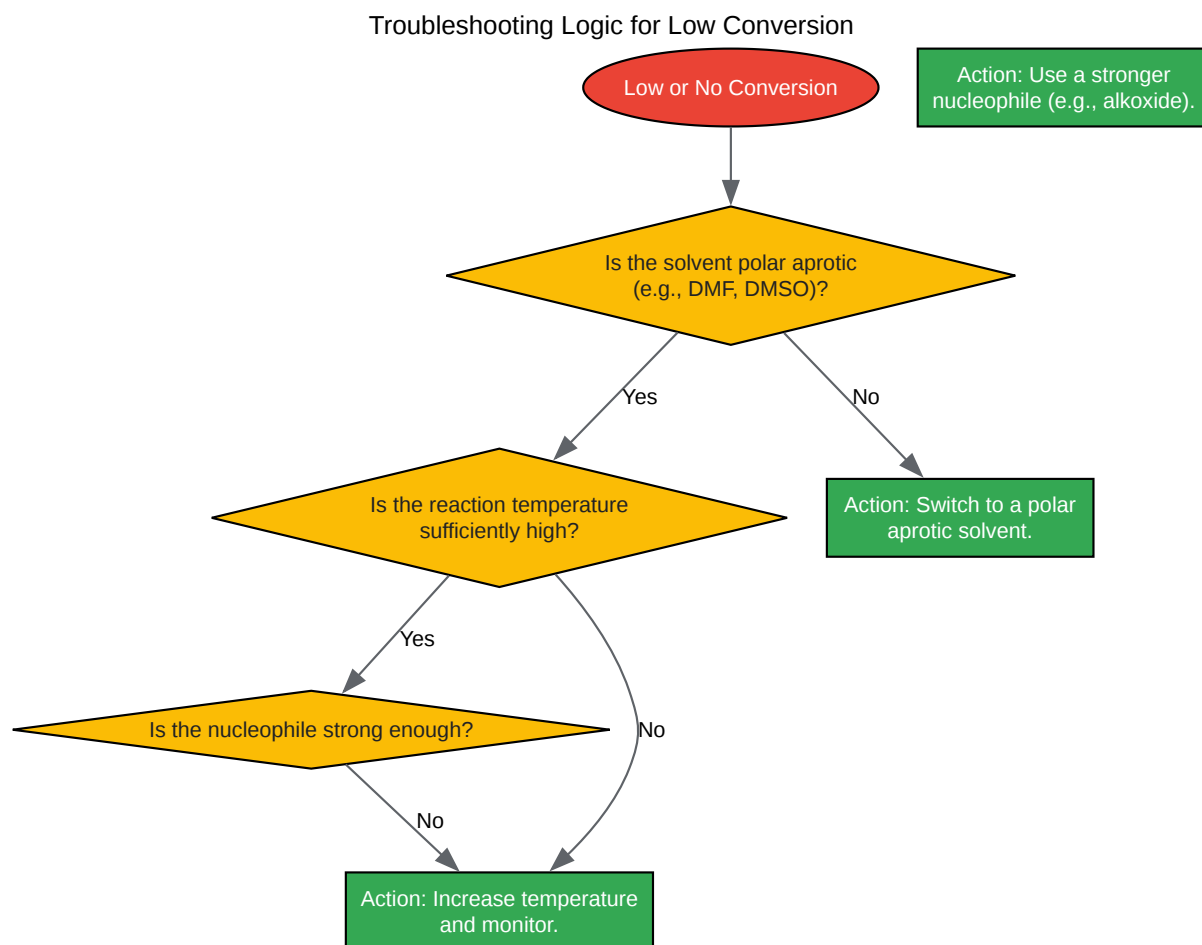 Troubleshooting Logic for Low Conversion
Low or No Conversion
Action: Use a stronger
nucleophile (e.g., alkoxide).
Is the solvent polar aprotic
(e.g., DMF, DMSO)?
Yes
No
Is the reaction temperature
sufficiently high?
Action: Switch to a polar
aprotic solvent.
Yes
No
Is the nucleophile strong enough?
No
Action: Increase temperature
and monitor.